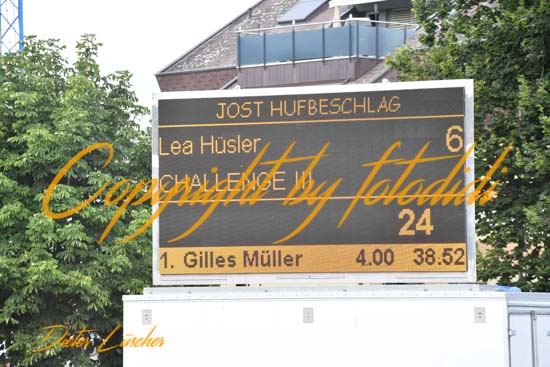 JOST HUFBESCHLAG
Lea Hüsler 6
CHALLENGE III
24
1. Gilles Müller 4.00 38.52
Copyright by fotodidi
Dieter Lüscher